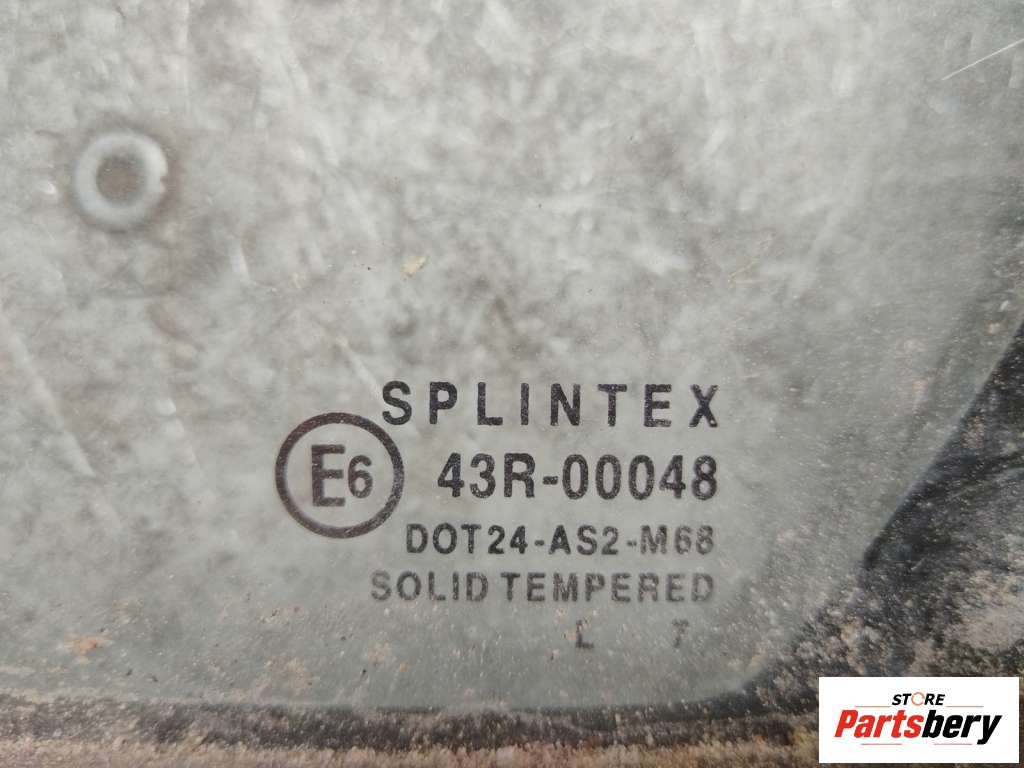 SPLINTEX
E6 43R-00048
DOT24-AS2-M68
SOLID TEMPERED
L 7
STORE
Partsbery